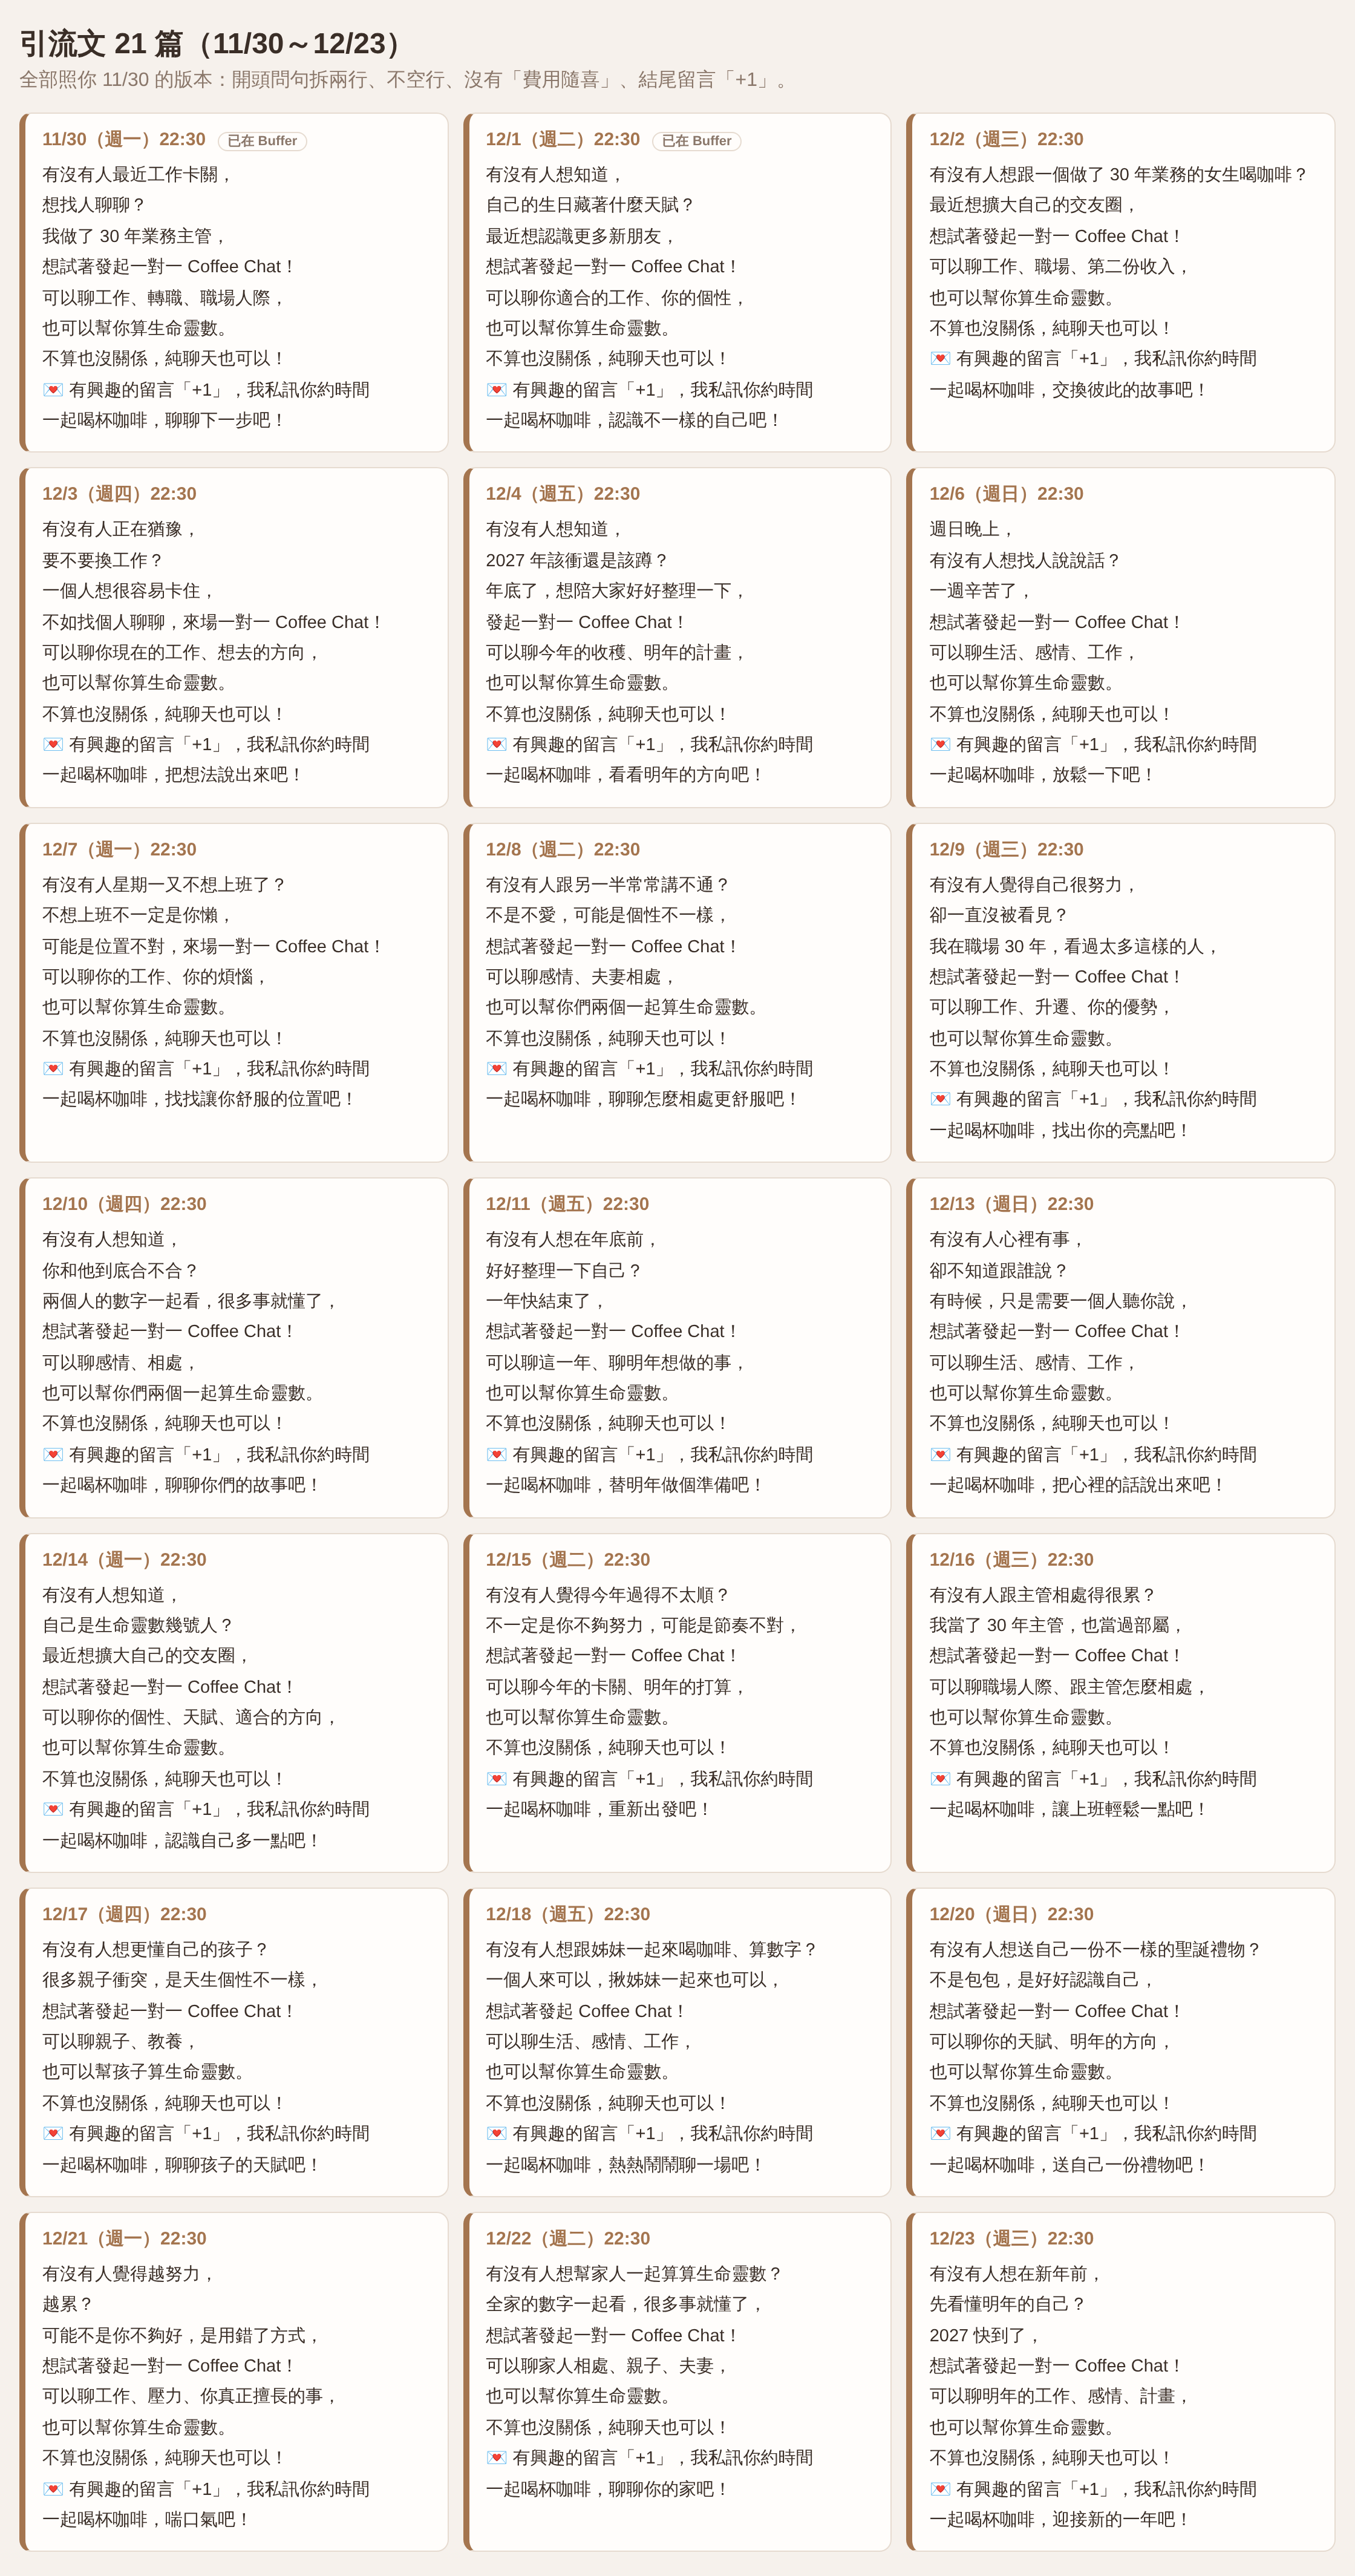 引流文 21 篇（11/30～12/23）
全部照你 11/30 的版本：開頭問句拆兩行、不空行、沒有「費用隨喜」、結尾留言「+1」。
11/30（週一）22:30 已在 Buffer
有沒有人最近工作卡關，
想找人聊聊？
我做了 30 年業務主管，
想試著發起一對一 Coffee Chat！
可以聊工作、轉職、職場人際，
也可以幫你算生命靈數。
不算也沒關係，純聊天也可以！
💌 有興趣的留言「+1」，我私訊你約時間
一起喝杯咖啡，聊聊下一步吧！
12/1（週二）22:30 已在 Buffer
有沒有人想知道，
自己的生日藏著什麼天賦？
最近想認識更多新朋友，
想試著發起一對一 Coffee Chat！
可以聊你適合的工作、你的個性，
也可以幫你算生命靈數。
不算也沒關係，純聊天也可以！
💌 有興趣的留言「+1」，我私訊你約時間
一起喝杯咖啡，認識不一樣的自己吧！
12/2（週三）22:30
有沒有人想跟一個做了 30 年業務的女生喝咖啡？
最近想擴大自己的交友圈，
想試著發起一對一 Coffee Chat！
可以聊工作、職場、第二份收入，
也可以幫你算生命靈數。
不算也沒關係，純聊天也可以！
💌 有興趣的留言「+1」，我私訊你約時間
一起喝杯咖啡，交換彼此的故事吧！
12/3（週四）22:30
有沒有人正在猶豫，
要不要換工作？
一個人想很容易卡住，
不如找個人聊聊，來場一對一 Coffee Chat！
可以聊你現在的工作、想去的方向，
也可以幫你算生命靈數。
不算也沒關係，純聊天也可以！
💌 有興趣的留言「+1」，我私訊你約時間
一起喝杯咖啡，把想法說出來吧！
12/4（週五）22:30
有沒有人想知道，
2027 年該衝還是該蹲？
年底了，想陪大家好好整理一下，
發起一對一 Coffee Chat！
可以聊今年的收穫、明年的計畫，
也可以幫你算生命靈數。
不算也沒關係，純聊天也可以！
💌 有興趣的留言「+1」，我私訊你約時間
一起喝杯咖啡，看看明年的方向吧！
12/6（週日）22:30
週日晚上，
有沒有人想找人說說話？
一週辛苦了，
想試著發起一對一 Coffee Chat！
可以聊生活、感情、工作，
也可以幫你算生命靈數。
不算也沒關係，純聊天也可以！
💌 有興趣的留言「+1」，我私訊你約時間
一起喝杯咖啡，放鬆一下吧！
12/7（週一）22:30
有沒有人星期一又不想上班了？
不想上班不一定是你懶，
可能是位置不對，來場一對一 Coffee Chat！
可以聊你的工作、你的煩惱，
也可以幫你算生命靈數。
不算也沒關係，純聊天也可以！
💌 有興趣的留言「+1」，我私訊你約時間
一起喝杯咖啡，找找讓你舒服的位置吧！
12/8（週二）22:30
有沒有人跟另一半常常講不通？
不是不愛，可能是個性不一樣，
想試著發起一對一 Coffee Chat！
可以聊感情、夫妻相處，
也可以幫你們兩個一起算生命靈數。
不算也沒關係，純聊天也可以！
💌 有興趣的留言「+1」，我私訊你約時間
一起喝杯咖啡，聊聊怎麼相處更舒服吧！
12/9（週三）22:30
有沒有人覺得自己很努力，
卻一直沒被看見？
我在職場 30 年，看過太多這樣的人，
想試著發起一對一 Coffee Chat！
可以聊工作、升遷、你的優勢，
也可以幫你算生命靈數。
不算也沒關係，純聊天也可以！
💌 有興趣的留言「+1」，我私訊你約時間
一起喝杯咖啡，找出你的亮點吧！
12/10（週四）22:30
有沒有人想知道，
你和他到底合不合？
兩個人的數字一起看，很多事就懂了，
想試著發起一對一 Coffee Chat！
可以聊感情、相處，
也可以幫你們兩個一起算生命靈數。
不算也沒關係，純聊天也可以！
💌 有興趣的留言「+1」，我私訊你約時間
一起喝杯咖啡，聊聊你們的故事吧！
12/11（週五）22:30
有沒有人想在年底前，
好好整理一下自己？
一年快結束了，
想試著發起一對一 Coffee Chat！
可以聊這一年、聊明年想做的事，
也可以幫你算生命靈數。
不算也沒關係，純聊天也可以！
💌 有興趣的留言「+1」，我私訊你約時間
一起喝杯咖啡，替明年做個準備吧！
12/13（週日）22:30
有沒有人心裡有事，
卻不知道跟誰說？
有時候，只是需要一個人聽你說，
想試著發起一對一 Coffee Chat！
可以聊生活、感情、工作，
也可以幫你算生命靈數。
不算也沒關係，純聊天也可以！
💌 有興趣的留言「+1」，我私訊你約時間
一起喝杯咖啡，把心裡的話說出來吧！
12/14（週一）22:30
有沒有人想知道，
自己是生命靈數幾號人？
最近想擴大自己的交友圈，
想試著發起一對一 Coffee Chat！
可以聊你的個性、天賦、適合的方向，
也可以幫你算生命靈數。
不算也沒關係，純聊天也可以！
💌 有興趣的留言「+1」，我私訊你約時間
一起喝杯咖啡，認識自己多一點吧！
12/15（週二）22:30
有沒有人覺得今年過得不太順？
不一定是你不夠努力，可能是節奏不對，
想試著發起一對一 Coffee Chat！
可以聊今年的卡關、明年的打算，
也可以幫你算生命靈數。
不算也沒關係，純聊天也可以！
💌 有興趣的留言「+1」，我私訊你約時間
一起喝杯咖啡，重新出發吧！
12/16（週三）22:30
有沒有人跟主管相處得很累？
我當了 30 年主管，也當過部屬，
想試著發起一對一 Coffee Chat！
可以聊職場人際、跟主管怎麼相處，
也可以幫你算生命靈數。
不算也沒關係，純聊天也可以！
💌 有興趣的留言「+1」，我私訊你約時間
一起喝杯咖啡，讓上班輕鬆一點吧！
12/17（週四）22:30
有沒有人想更懂自己的孩子？
很多親子衝突，是天生個性不一樣，
想試著發起一對一 Coffee Chat！
可以聊親子、教養，
也可以幫孩子算生命靈數。
不算也沒關係，純聊天也可以！
💌 有興趣的留言「+1」，我私訊你約時間
一起喝杯咖啡，聊聊孩子的天賦吧！
12/18（週五）22:30
有沒有人想跟姊妹一起來喝咖啡、算數字？
一個人來可以，揪姊妹一起來也可以，
想試著發起 Coffee Chat！
可以聊生活、感情、工作，
也可以幫你算生命靈數。
不算也沒關係，純聊天也可以！
💌 有興趣的留言「+1」，我私訊你約時間
一起喝杯咖啡，熱熱鬧鬧聊一場吧！
12/20（週日）22:30
有沒有人想送自己一份不一樣的聖誕禮物？
不是包包，是好好認識自己，
想試著發起一對一 Coffee Chat！
可以聊你的天賦、明年的方向，
也可以幫你算生命靈數。
不算也沒關係，純聊天也可以！
💌 有興趣的留言「+1」，我私訊你約時間
一起喝杯咖啡，送自己一份禮物吧！
12/21（週一）22:30
有沒有人覺得越努力，
越累？
可能不是你不夠好，是用錯了方式，
想試著發起一對一 Coffee Chat！
可以聊工作、壓力、你真正擅長的事，
也可以幫你算生命靈數。
不算也沒關係，純聊天也可以！
💌 有興趣的留言「+1」，我私訊你約時間
一起喝杯咖啡，喘口氣吧！
12/22（週二）22:30
有沒有人想幫家人一起算算生命靈數？
全家的數字一起看，很多事就懂了，
想試著發起一對一 Coffee Chat！
可以聊家人相處、親子、夫妻，
也可以幫你算生命靈數。
不算也沒關係，純聊天也可以！
💌 有興趣的留言「+1」，我私訊你約時間
一起喝杯咖啡，聊聊你的家吧！
12/23（週三）22:30
有沒有人想在新年前，
先看懂明年的自己？
2027 快到了，
想試著發起一對一 Coffee Chat！
可以聊明年的工作、感情、計畫，
也可以幫你算生命靈數。
不算也沒關係，純聊天也可以！
💌 有興趣的留言「+1」，我私訊你約時間
一起喝杯咖啡，迎接新的一年吧！